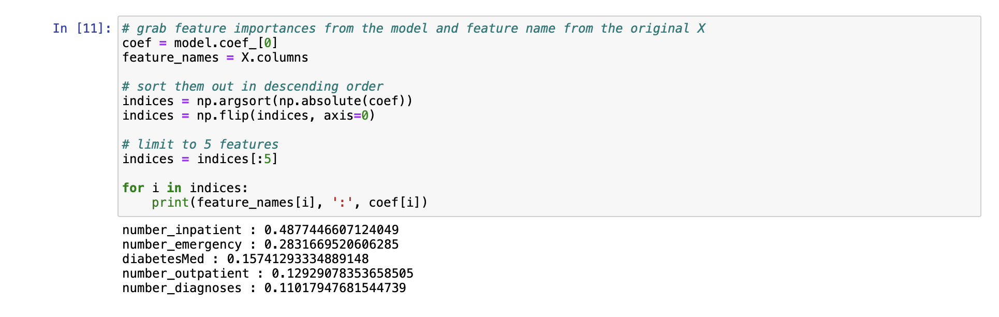 In [11]:
# grab feature importances from the model and feature name from the original X
coef = model.coef_[0]
feature_names = X.columns
# sort them out in descending order
indices = np.argsort(np.absolute(coef))
indices = np.flip(indices, axis=0)
# limit to 5 features
indices = indices[:5]
for i in indices:
    print(feature_names[i], ':', coef[i])
number_inpatient : 0.4877446607124049
number_emergency : 0.2831669520606285
diabetesMed : 0.15741293334889148
number_outpatient : 0.12929078353658505
number_diagnoses : 0.11017947681544739